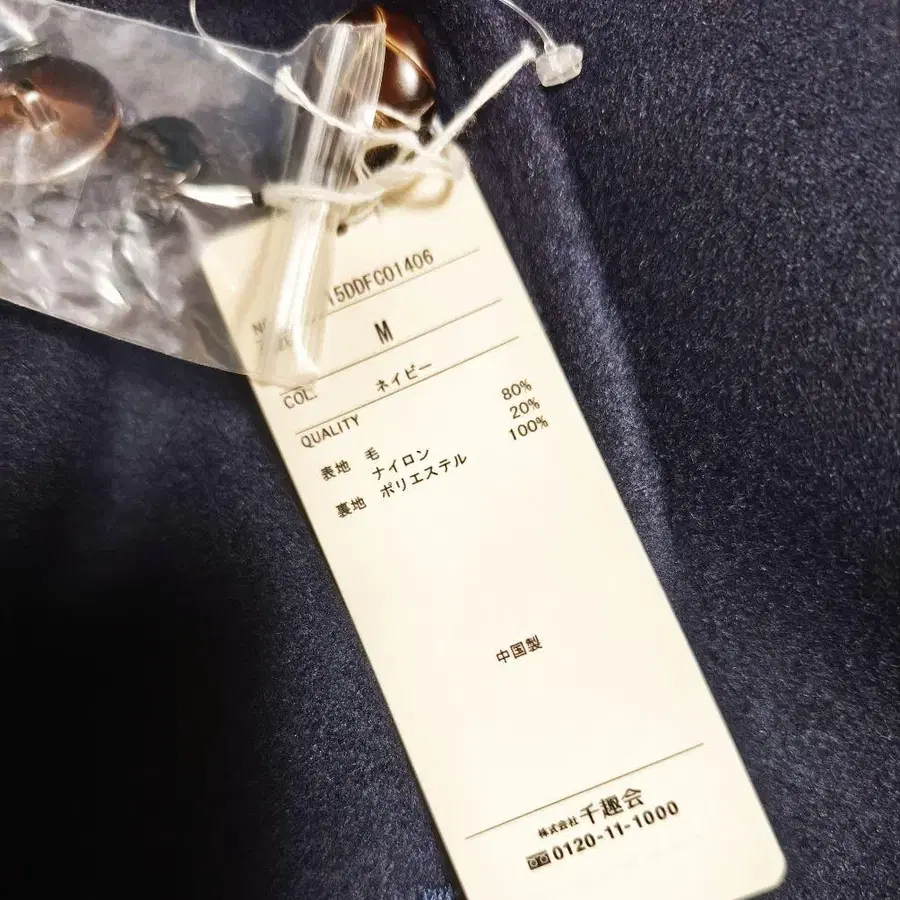 15DDFC01406
M
COL. ネイビー
QUALITY
表地 毛 80%
ナイロン 20%
裏地 ポリエステル 100%
中国製
株式会社 千趣会
0120-11-1000